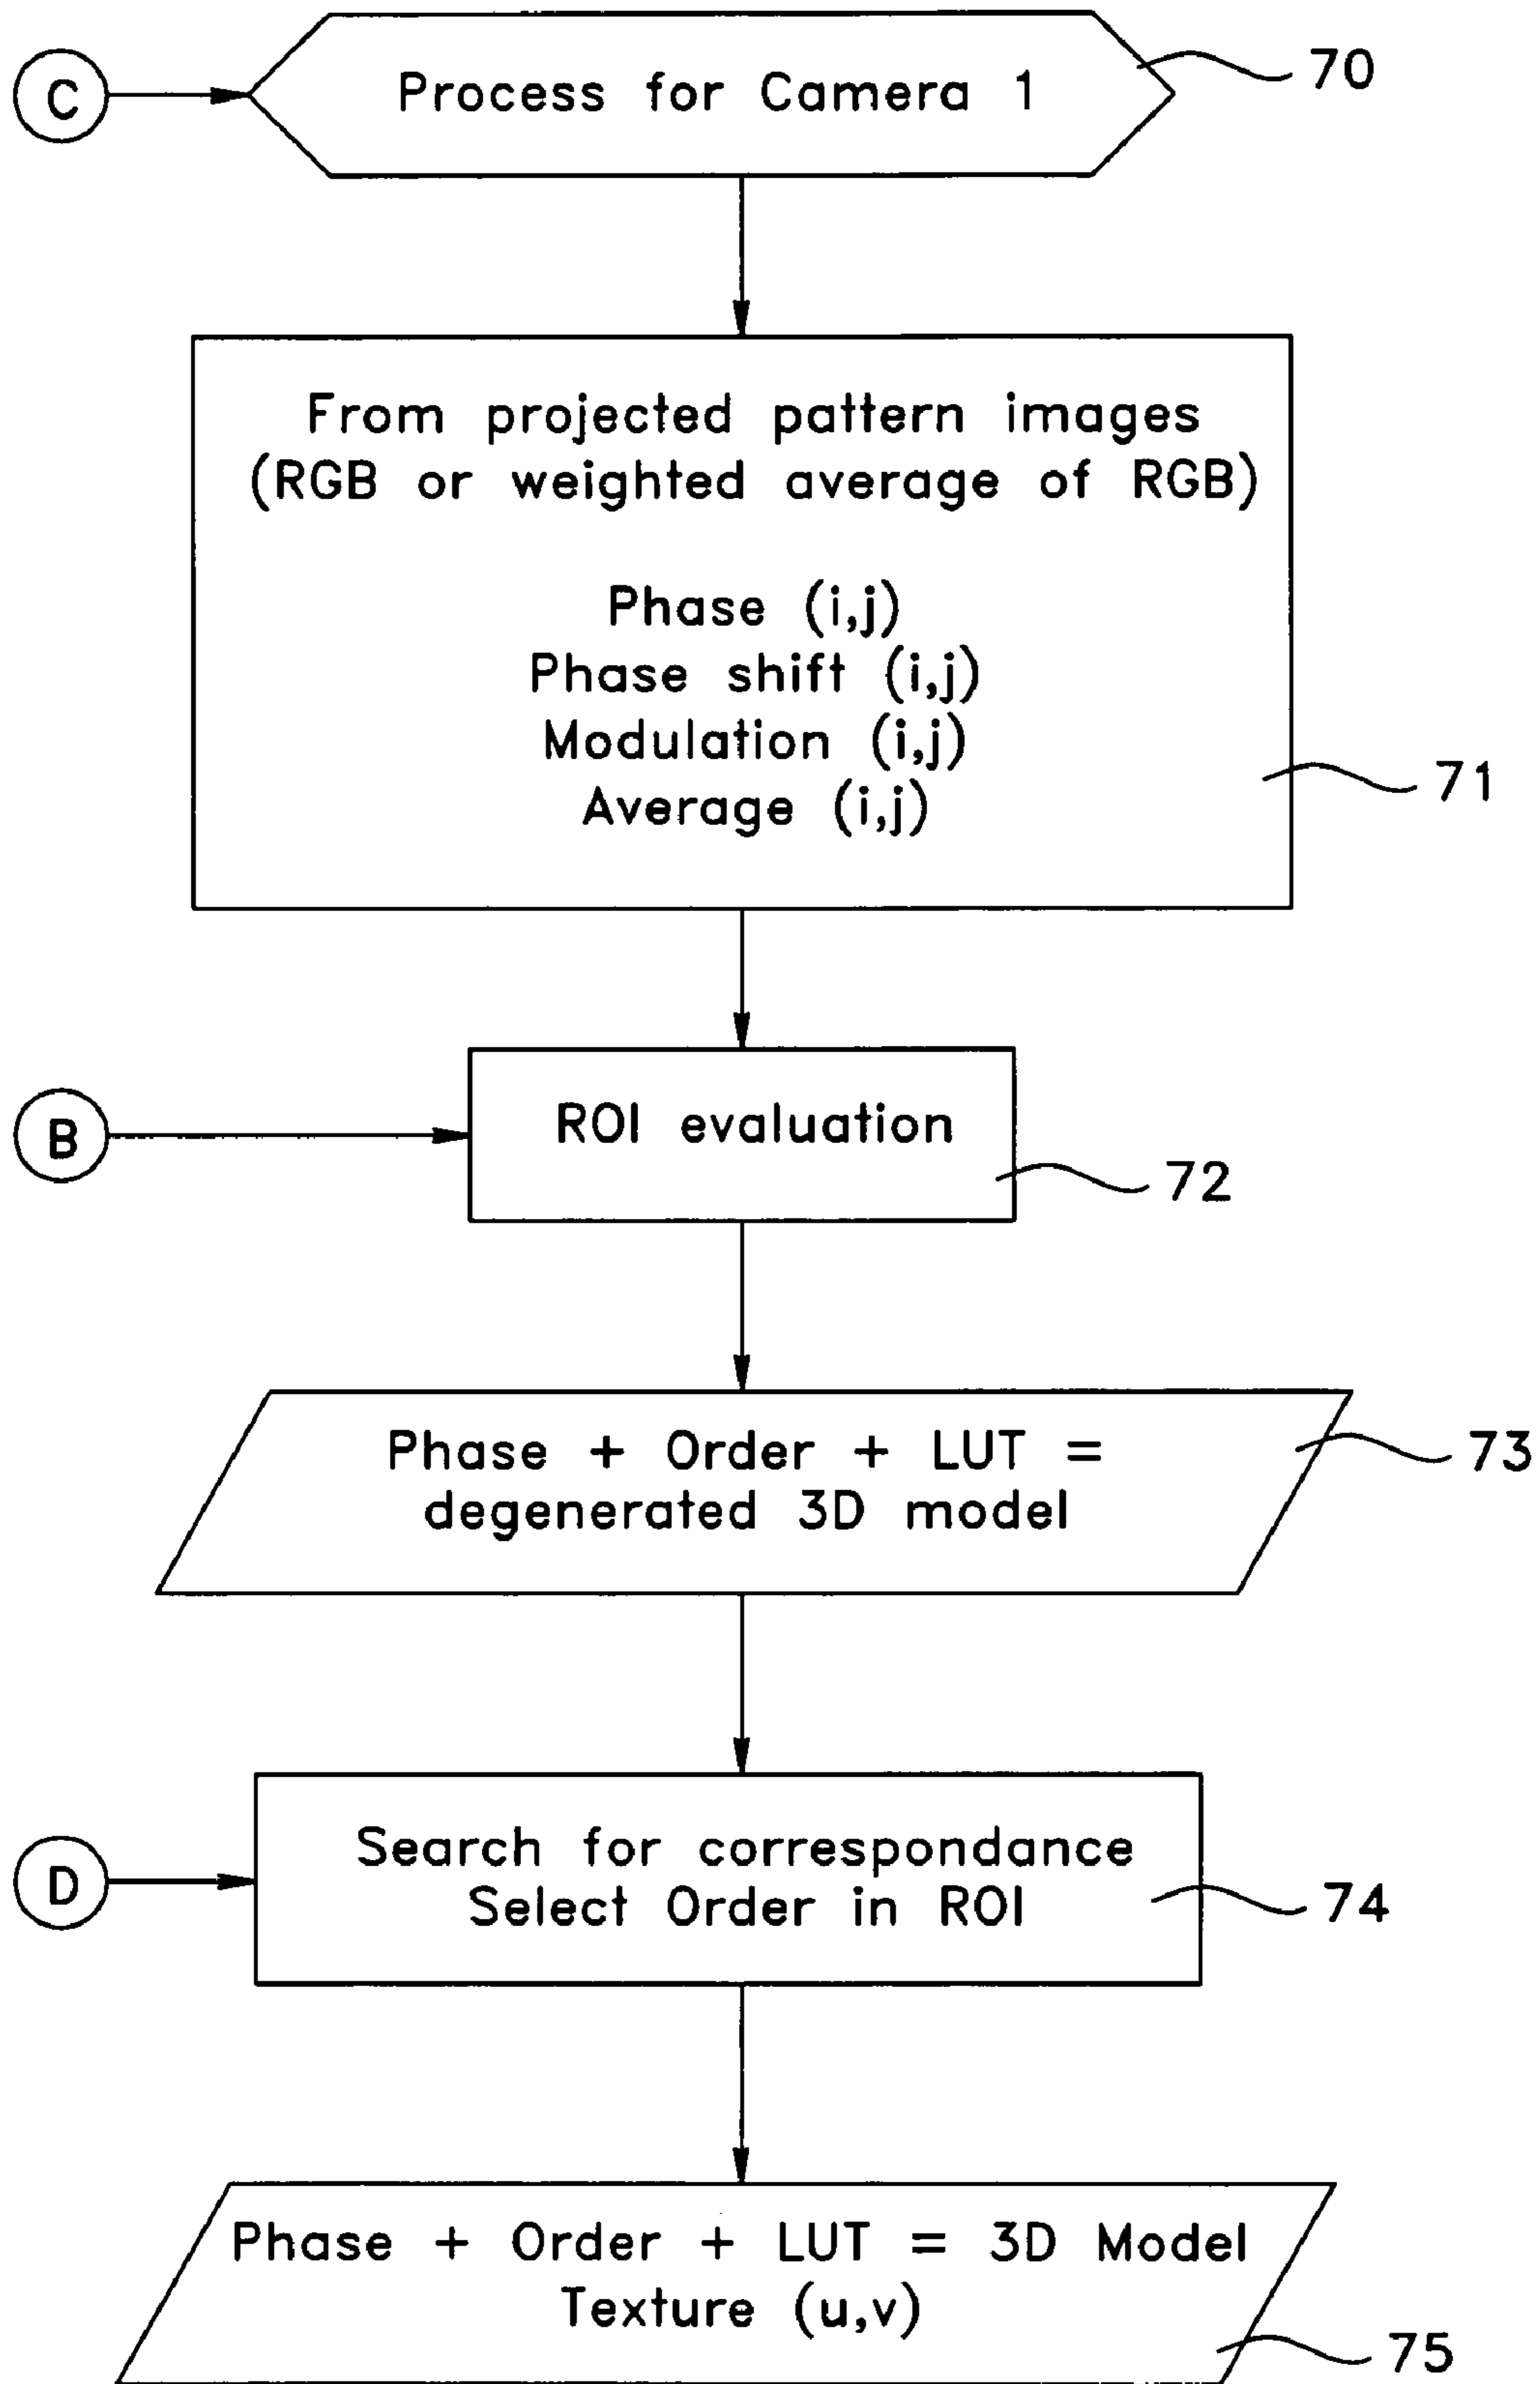 C
Process for Camera 1
70
From projected pattern images
(RGB or weighted average of RGB)
Phase (i,j)
Phase shift (i,j)
Modulation (i,j)
Average (i,j)
71
B
ROI evaluation
72
Phase + Order + LUT =
degenerated 3D model
73
D
Search for correspondance
Select Order in ROI
74
Phase + Order + LUT = 3D Model
Texture (u,v)
75